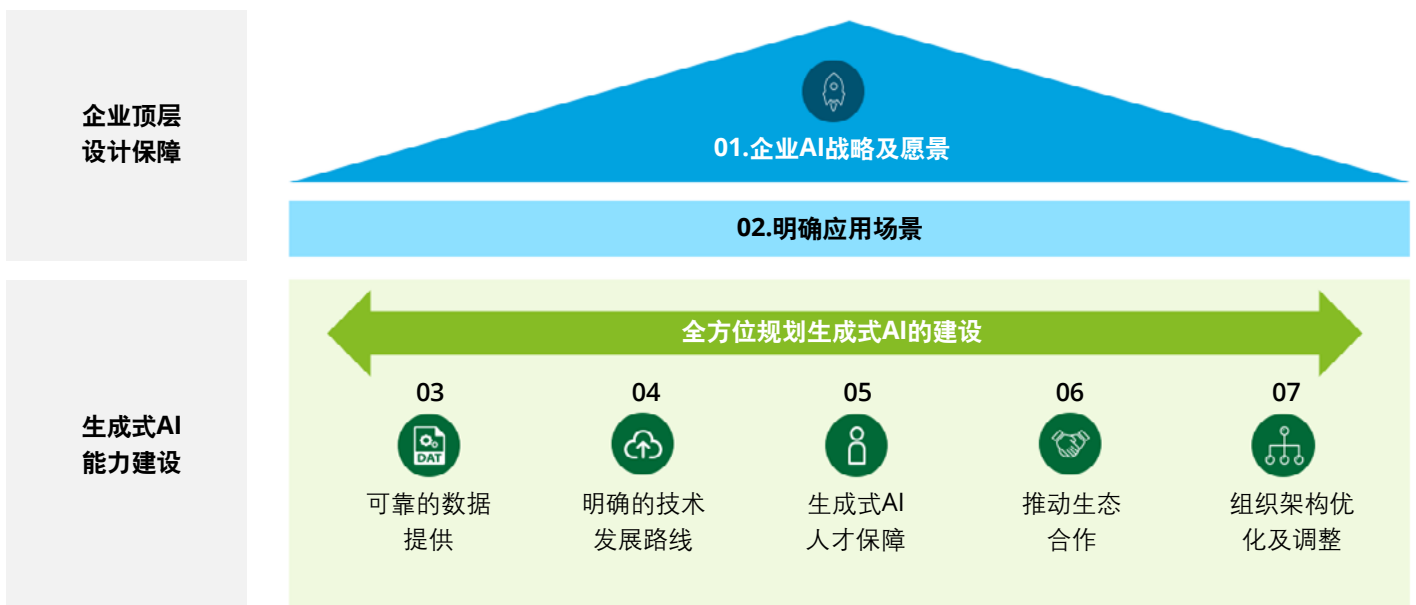 企业顶层
设计保障
01.企业AI战略及愿景
02.明确应用场景
生成式AI
能力建设
全方位规划生成式AI的建设
03
04
05
06
07
DAT
可靠的数据
提供
明确的技术
发展路线
生成式AI
人才保障
推动生态
合作
组织架构优
化及调整